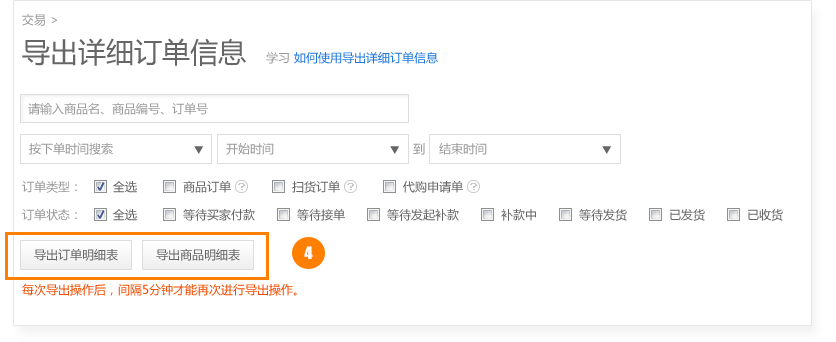 交易 >
导出详细订单信息 学习 如何使用导出详细订单信息
请输入商品名、商品编号、订单号
按下单时间搜索 开始时间 到 结束时间
订单类型： 全选 商品订单 ? 扫货订单 ? 代购申请单 ?
订单状态： 全选 等待买家付款 等待接单 等待发起补款 补款中 等待发货 已发货 已收货
导出订单明细表 导出商品明细表 4
每次导出操作后，间隔5分钟才能再次进行导出操作。